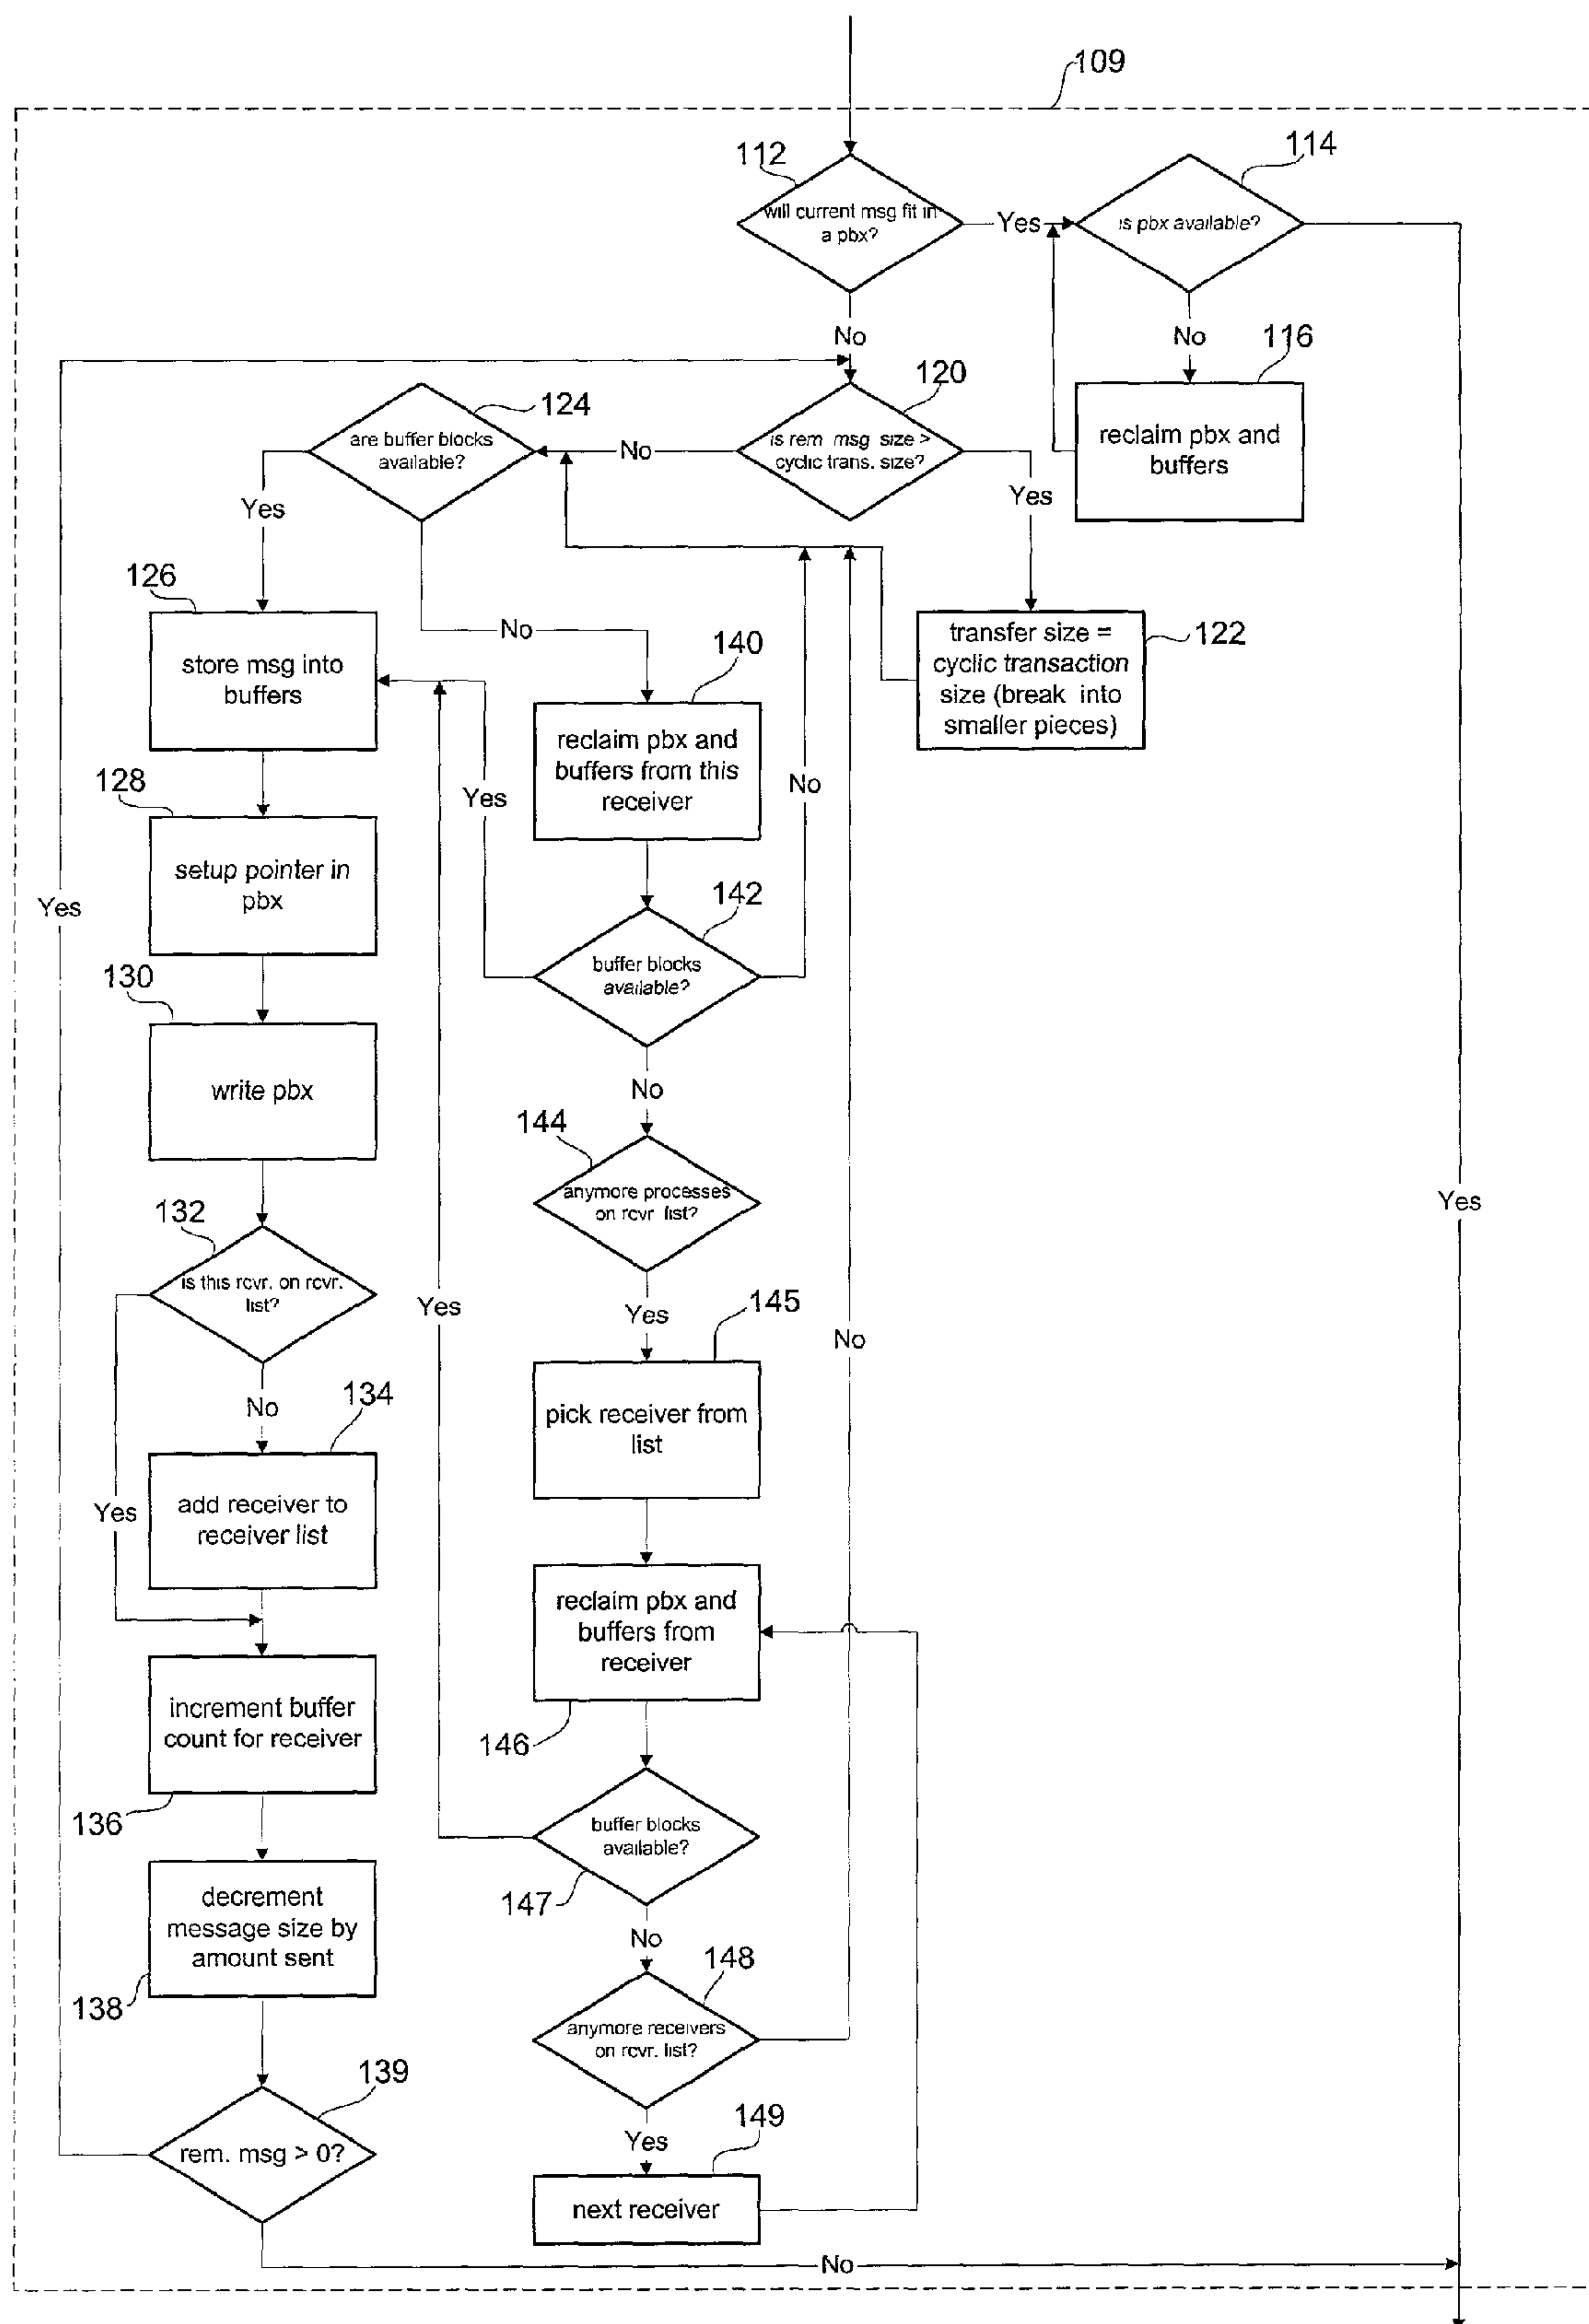 109
112
will current msg fit in
a pbx?
Yes
114
is pbx available?
No
No
116
reclaim pbx and
buffers
120
is rem msg size >
cyclic trans. size?
No
Yes
124
are buffer blocks
available?
Yes
No
122
transfer size =
cyclic transaction
size (break into
smaller pieces)
126
store msg into
buffers
140
reclaim pbx and
buffers from this
receiver
No
Yes
128
setup pointer in
pbx
Yes
142
buffer blocks
available?
130
write pbx
No
144
anymore processes
on rcvr list?
Yes
132
is this rcvr. on rcvr.
list?
Yes
Yes
145
No
No
134
pick receiver from
list
Yes
add receiver to
receiver list
reclaim pbx and
buffers from
receiver
146
increment buffer
count for receiver
136
buffer blocks
available?
147
decrement
message size by
amount sent
138
No
148
anymore receivers
on rcvr. list?
139
rem. msg > 0?
Yes
149
next receiver
No